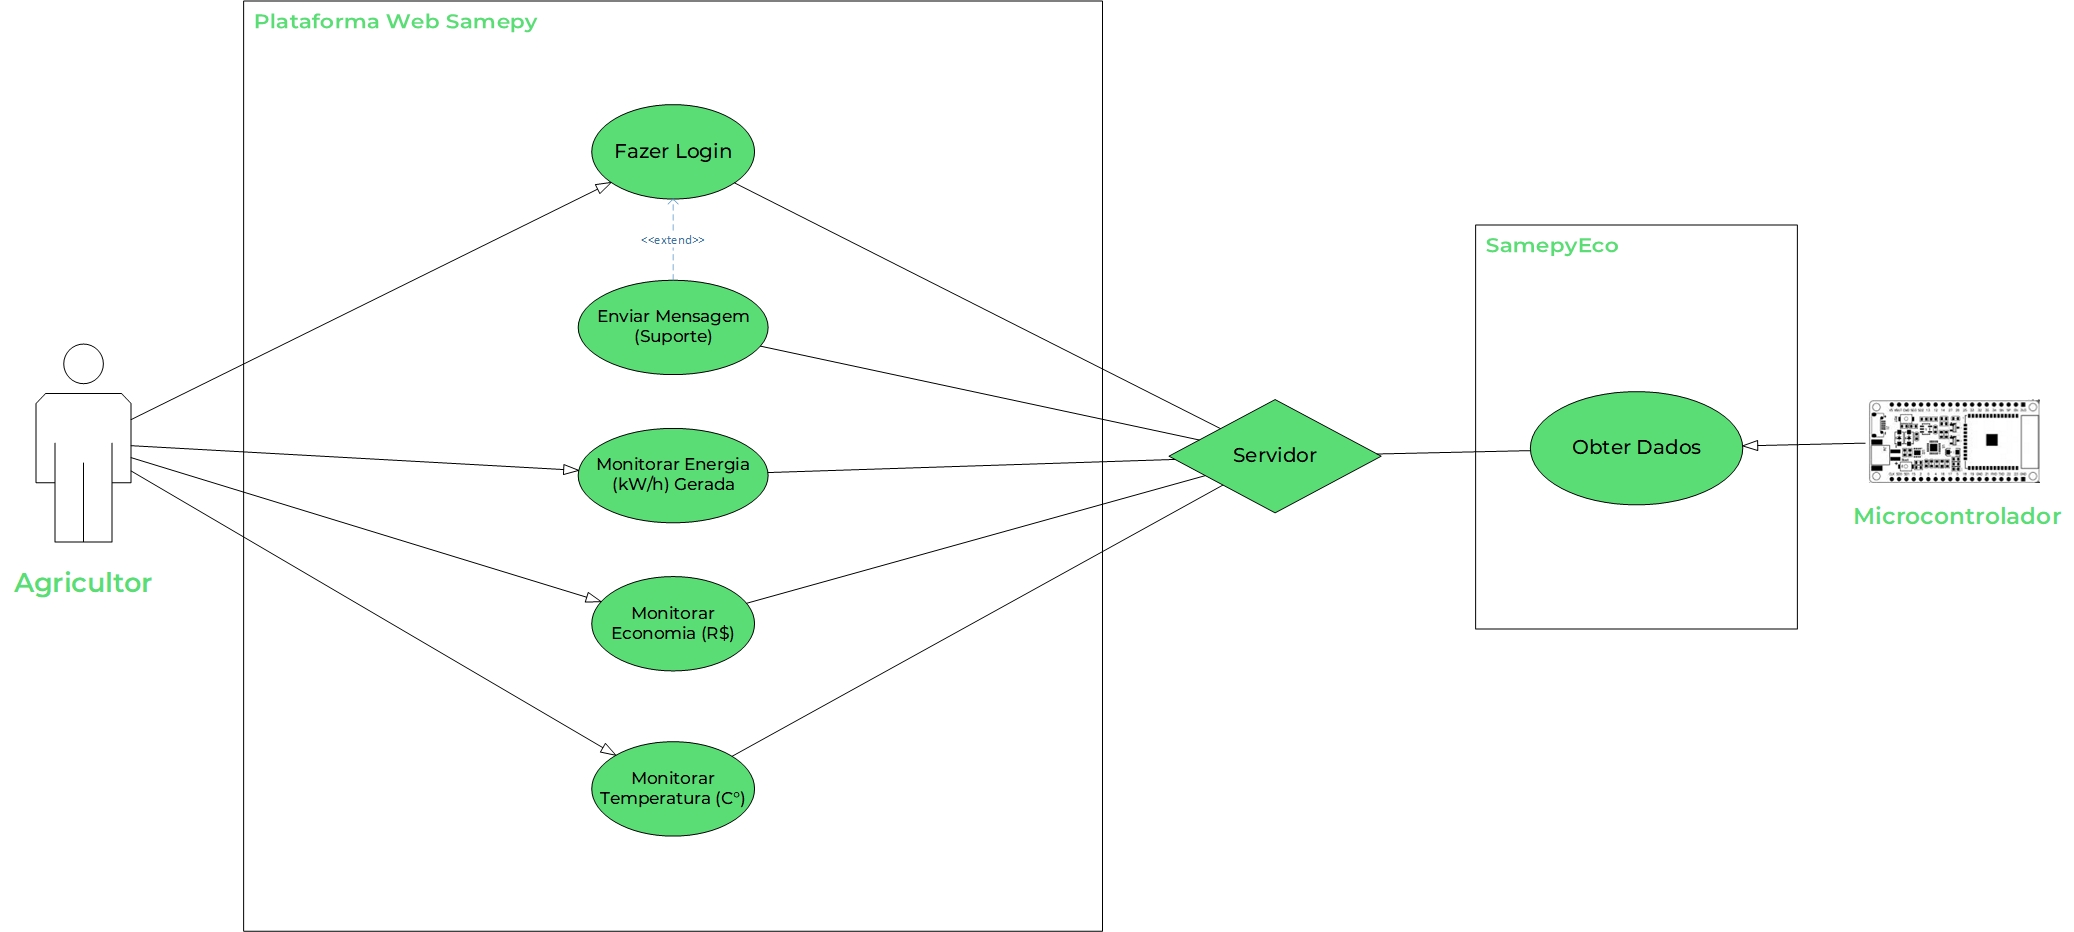 Plataforma Web Samepy
Fazer Login
<<extend>>
Enviar Mensagem
(Suporte)
Monitorar Energia
(kW/h) Gerada
Monitorar
Economia (R$)
Monitorar
Temperatura (C°)
Agricultor
Servidor
SamepyEco
Obter Dados
Microcontrolador